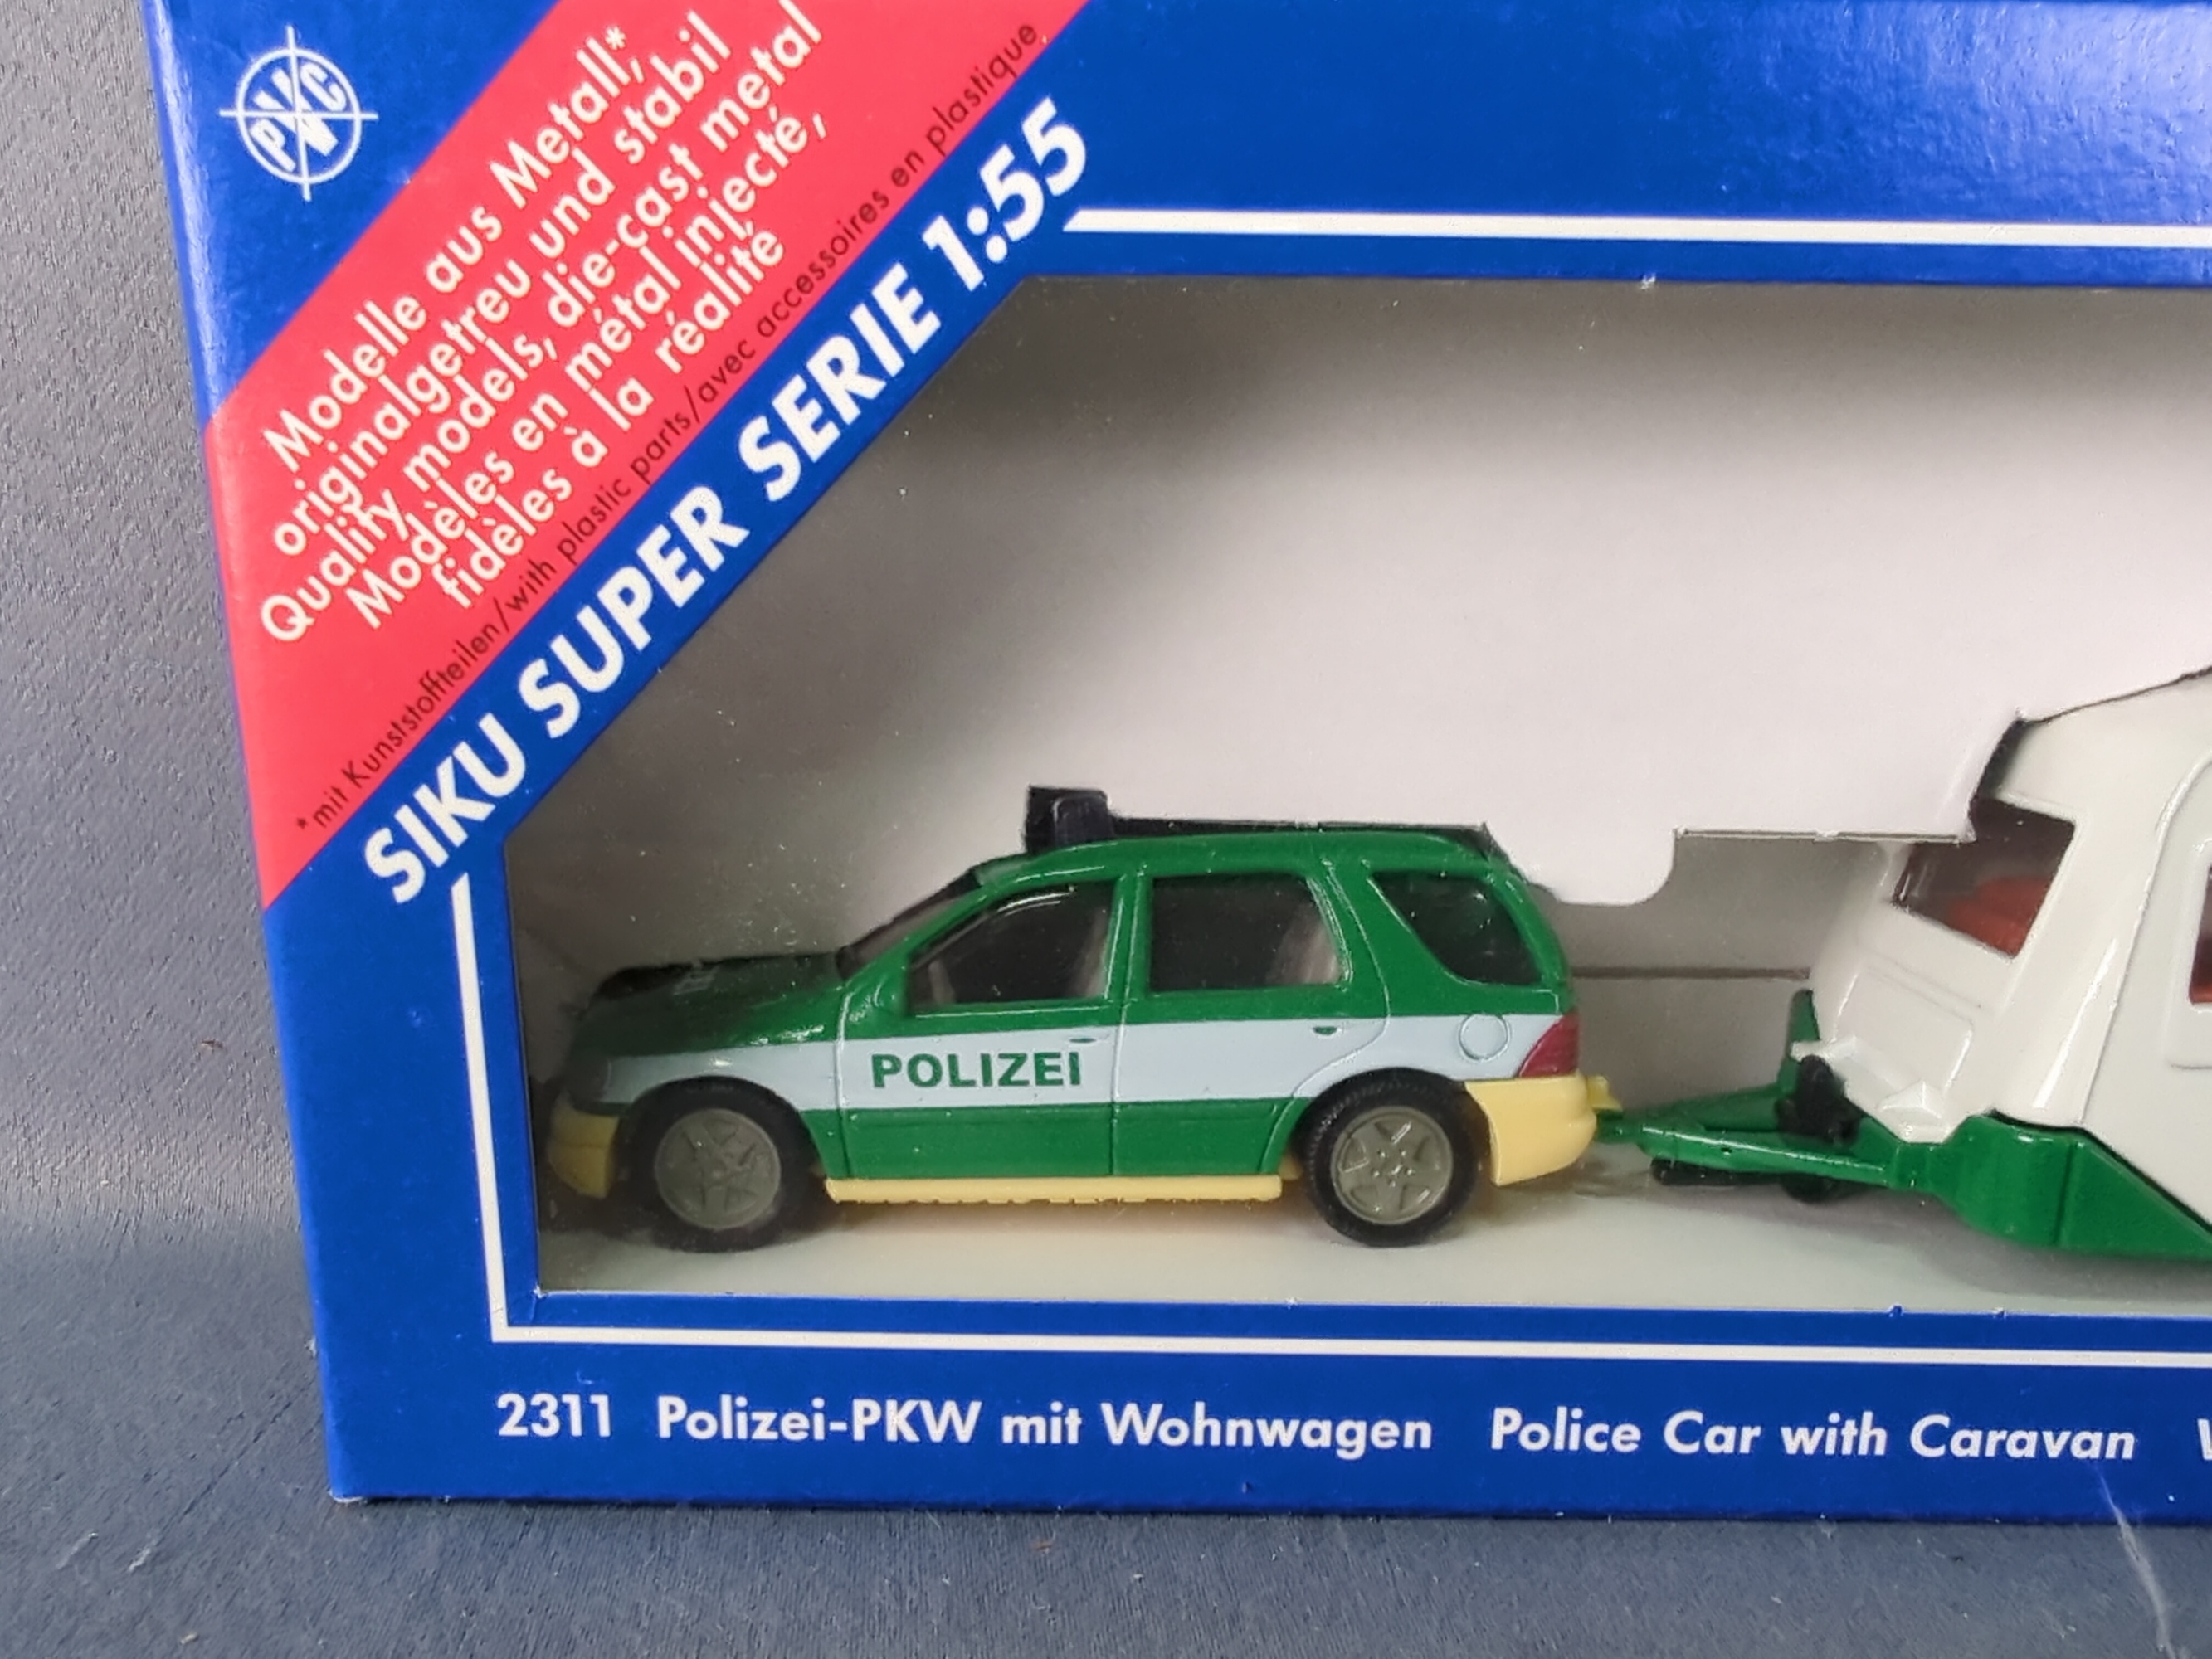 PVC
Modelle aus Metall,*
originalgetreu und stabil
Quality models, die-cast metal
Modèles en métal injecté,
fidèles à la réalité
*mit Kunststoffteilen/with plastic parts/avec accessoires en plastique
SIKU SUPER SERIE 1:55
POLIZEI
2311 Polizei-PKW mit Wohnwagen Police Car with Caravan